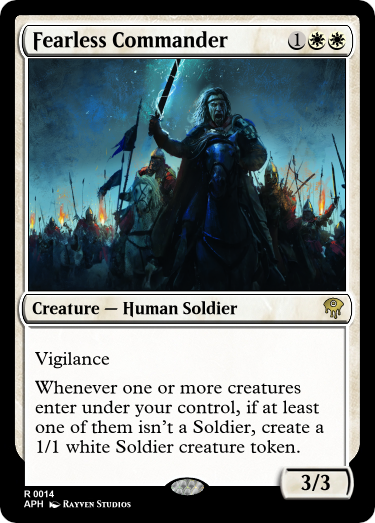 Fearless Commander 1
Creature — Human Soldier
Vigilance
Whenever one or more creatures
enter under your control, if at least
one of them isn't a Soldier, create a
1/1 white Soldier creature token.
3/3
R 0014
APH Rayven Studios